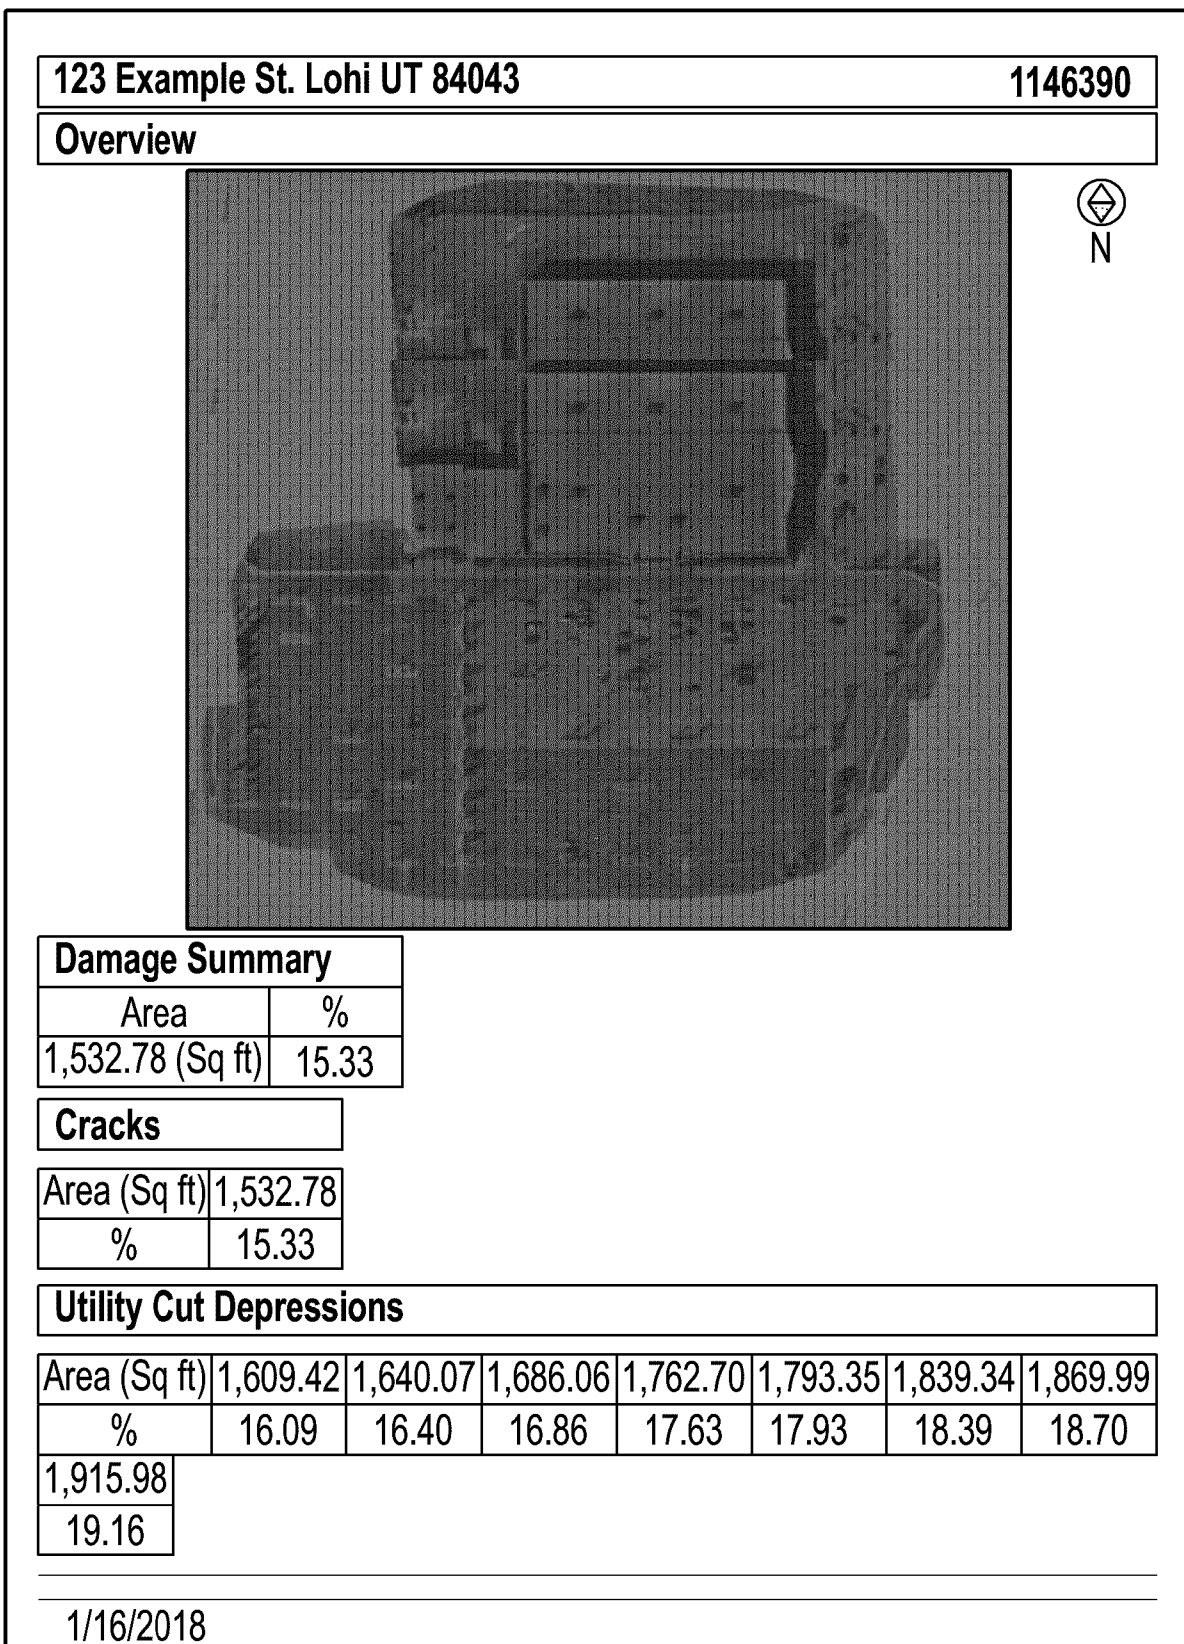 123 Example St. Lohi UT 84043 1146390
Overview
N
Damage Summary
Area %
1,532.78 (Sq ft) 15.33
Cracks
Area (Sq ft) 1,532.78
% 15.33
Utility Cut Depressions
Area (Sq ft) 1,609.42 1,640.07 1,686.06 1,762.70 1,793.35 1,839.34 1,869.99
% 16.09 16.40 16.86 17.63 17.93 18.39 18.70
1,915.98
19.16
1/16/2018